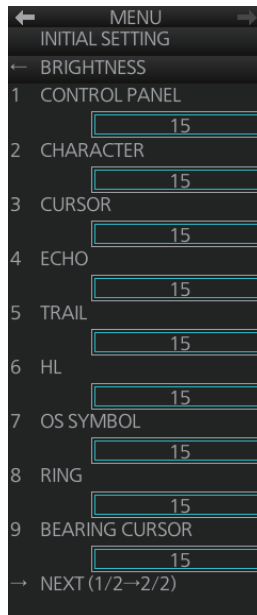 ← MENU →
INITIAL SETTING
← BRIGHTNESS
1 CONTROL PANEL
15
2 CHARACTER
15
3 CURSOR
15
4 ECHO
15
5 TRAIL
15
6 HL
15
7 OS SYMBOL
15
8 RING
15
9 BEARING CURSOR
15
→ NEXT (1/2→2/2)